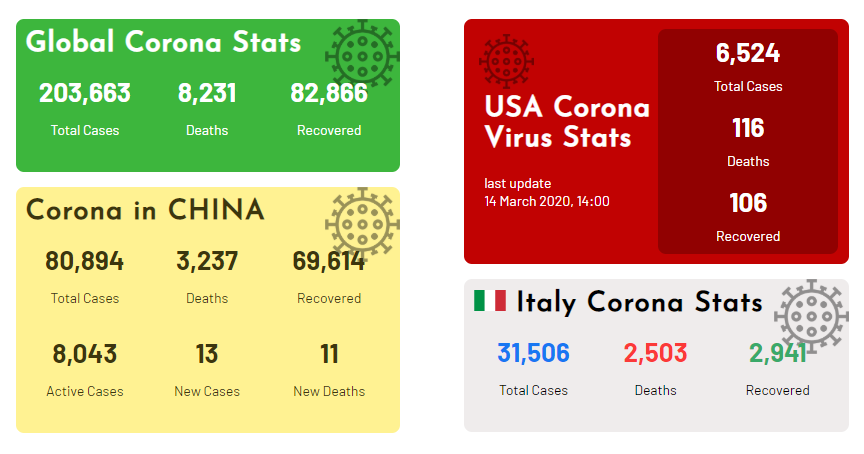 Global Corona Stats
203,663 8,231 82,866
Total Cases Deaths Recovered
Corona in CHINA
80,894 3,237 69,614
Total Cases Deaths Recovered
8,043 13 11
Active Cases New Cases New Deaths
USA Corona
Virus Stats
last update
14 March 2020, 14:00
6,524
Total Cases
116
Deaths
106
Recovered
Italy Corona Stats
31,506 2,503 2,941
Total Cases Deaths Recovered